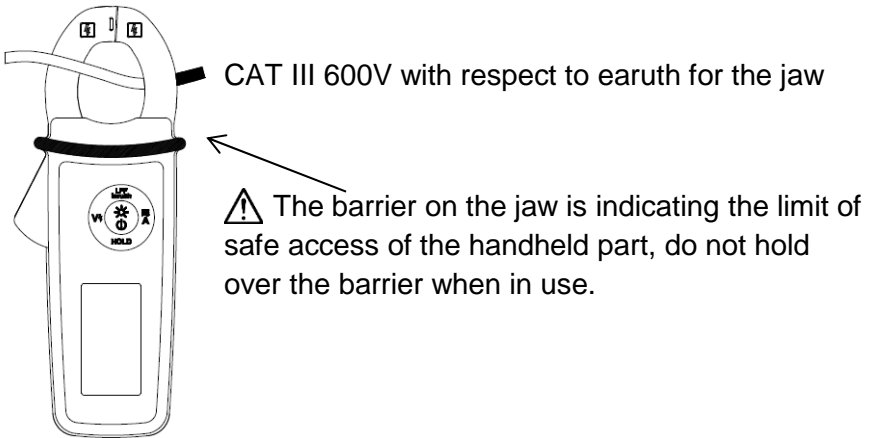 CAT III 600V with respect to earuth for the jaw
⚠ The barrier on the jaw is indicating the limit of
safe access of the handheld part, do not hold
over the barrier when in use.
LPF
V
A
HOLD